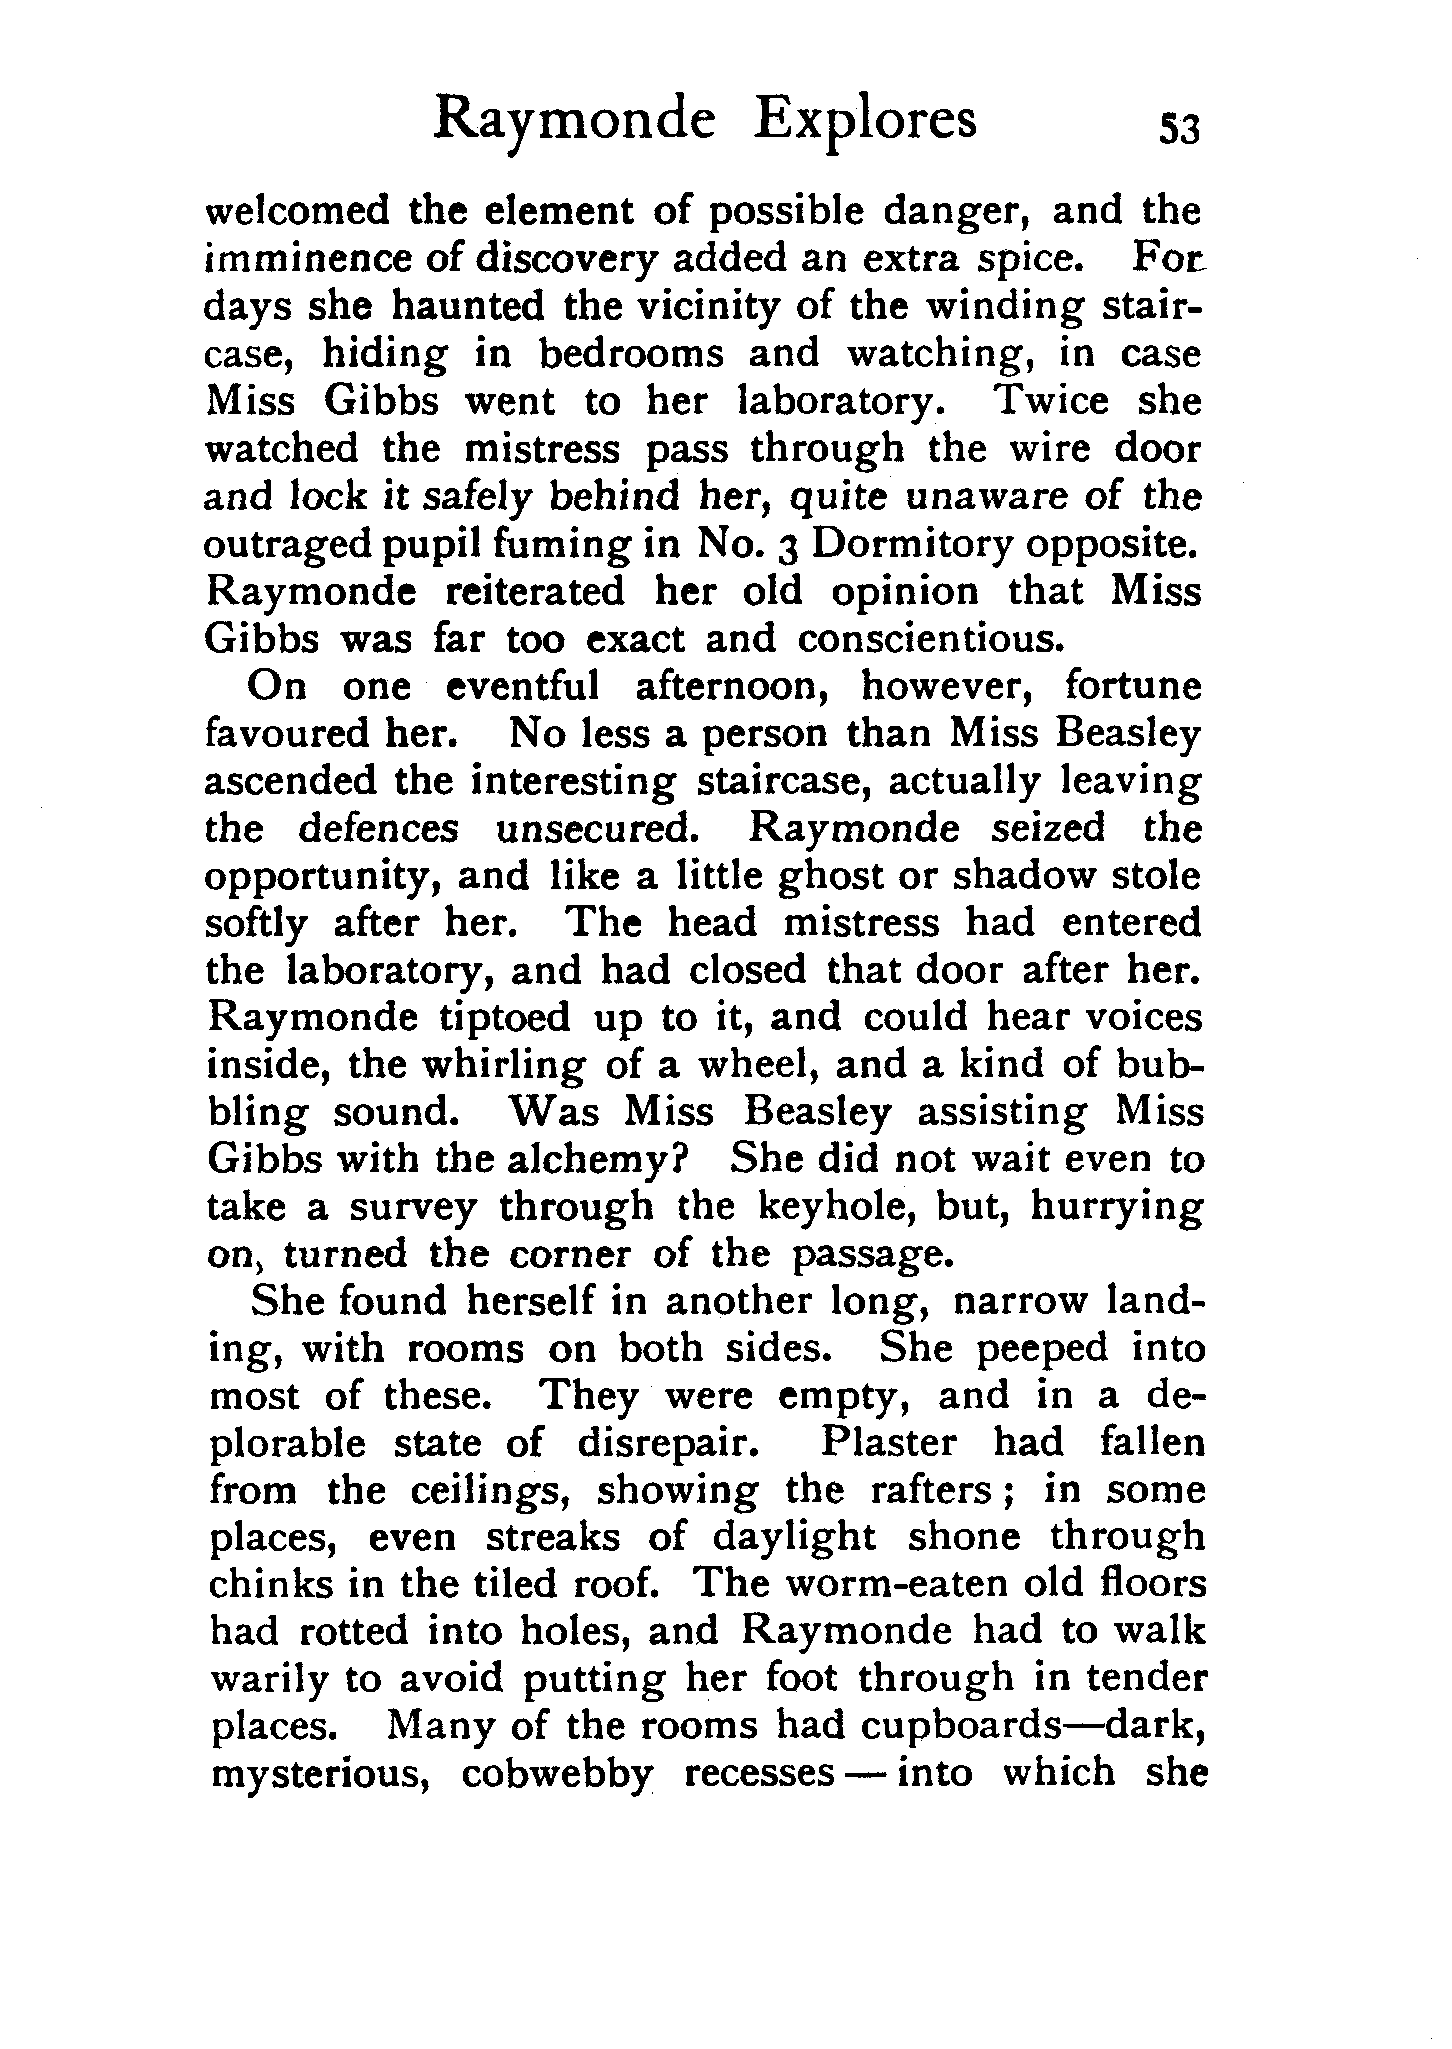 Raymonde Explores 53
welcomed the element of possible danger, and the
imminence of discovery added an extra spice. For
days she haunted the vicinity of the winding stair-
case, hiding in bedrooms and watching, in case
Miss Gibbs went to her laboratory. Twice she
watched the mistress pass through the wire door
and lock it safely behind her, quite unaware of the
outraged pupil fuming in No. 3 Dormitory opposite.
Raymonde reiterated her old opinion that Miss
Gibbs was far too exact and conscientious.
On one eventful afternoon, however, fortune
favoured her. No less a person than Miss Beasley
ascended the interesting staircase, actually leaving
the defences unsecured. Raymonde seized the
opportunity, and like a little ghost or shadow stole
softly after her. The head mistress had entered
the laboratory, and had closed that door after her.
Raymonde tiptoed up to it, and could hear voices
inside, the whirling of a wheel, and a kind of bub-
bling sound. Was Miss Beasley assisting Miss
Gibbs with the alchemy? She did not wait even to
take a survey through the keyhole, but, hurrying
on, turned the corner of the passage.
She found herself in another long, narrow land-
ing, with rooms on both sides. She peeped into
most of these. They were empty, and in a de-
plorable state of disrepair. Plaster had fallen
from the ceilings, showing the rafters; in some
places, even streaks of daylight shone through
chinks in the tiled roof. The worm-eaten old floors
had rotted into holes, and Raymonde had to walk
warily to avoid putting her foot through in tender
places. Many of the rooms had cupboards—dark,
mysterious, cobwebby recesses — into which she